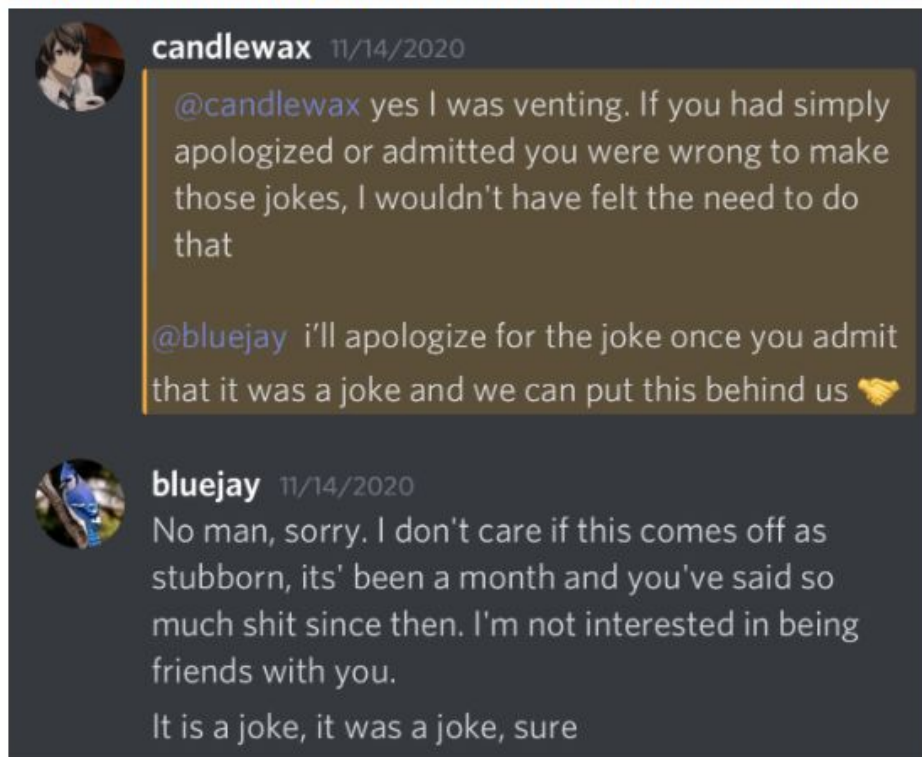 candlewax 11/14/2020
@candlewax yes I was venting. If you had simply
apologized or admitted you were wrong to make
those jokes, I wouldn't have felt the need to do
that
@bluejay i’ll apologize for the joke once you admit
that it was a joke and we can put this behind us 🤝
bluejay 11/14/2020
No man, sorry. I don't care if this comes off as
stubborn, its' been a month and you've said so
much shit since then. I'm not interested in being
friends with you.
It is a joke, it was a joke, sure